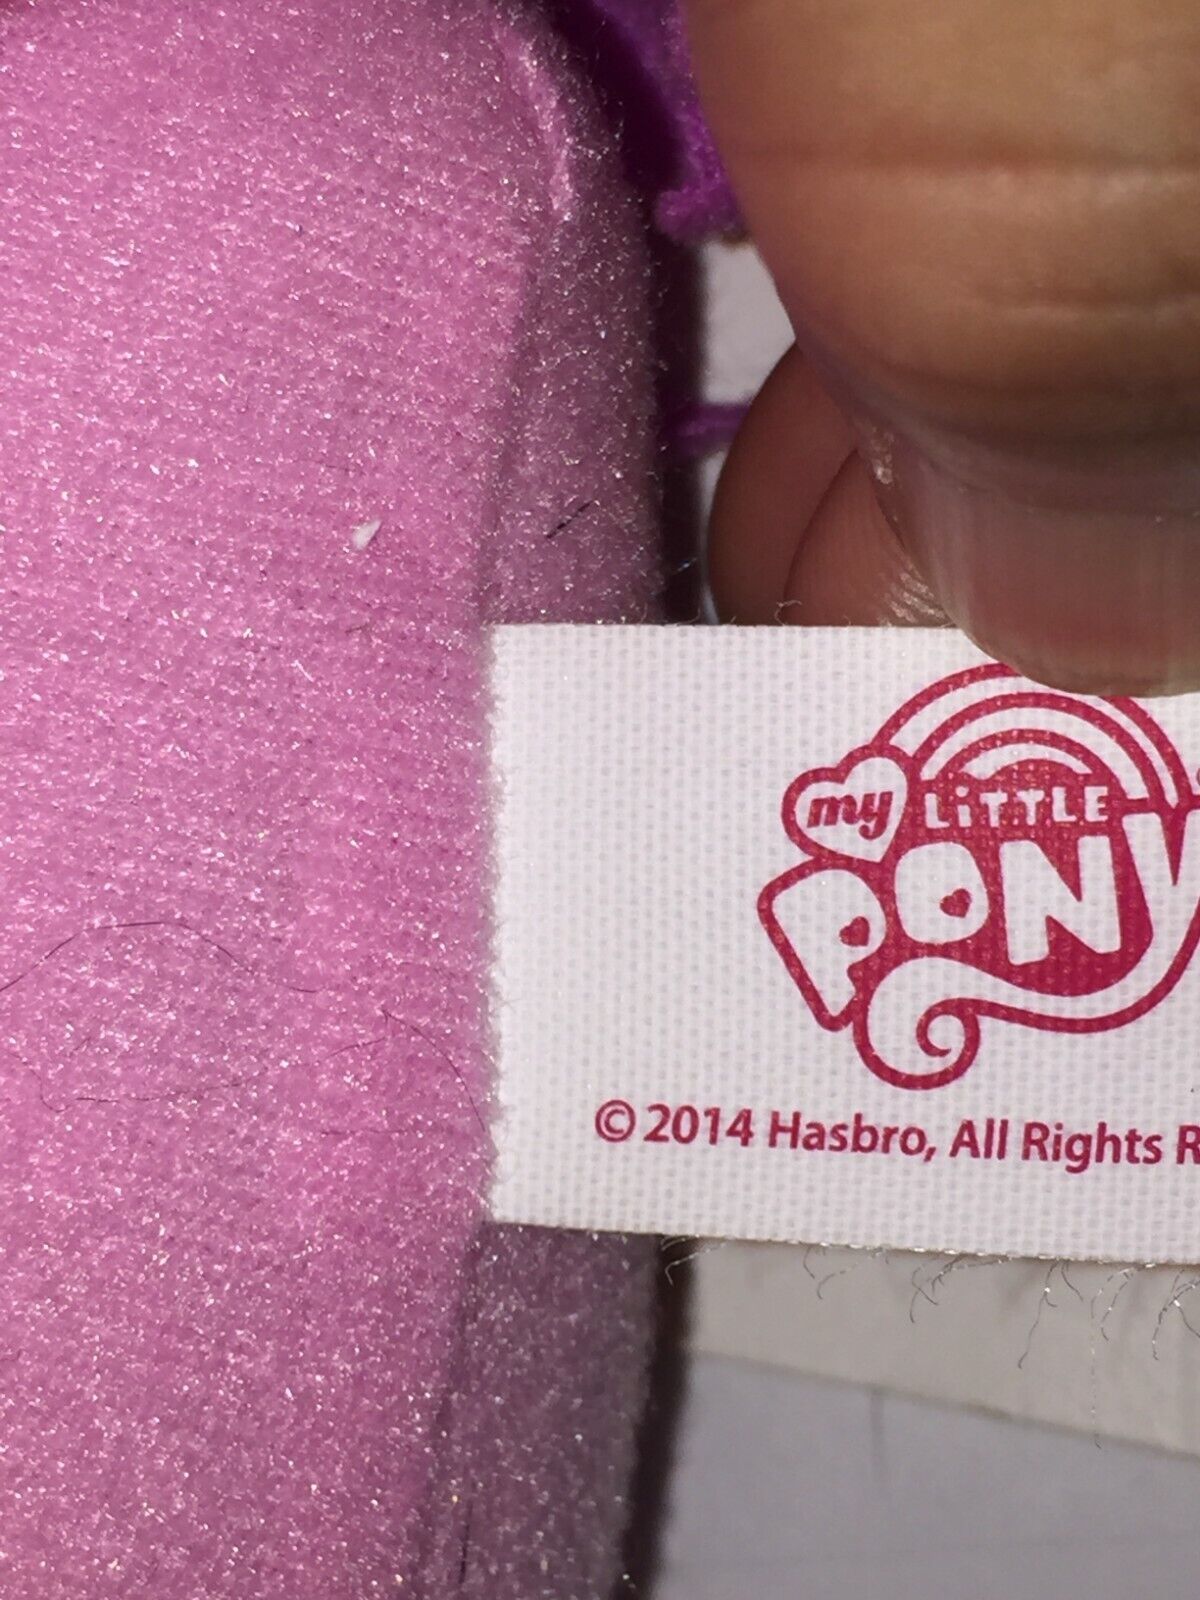 my LiTTLE
PONY
© 2014 Hasbro, All Rights R